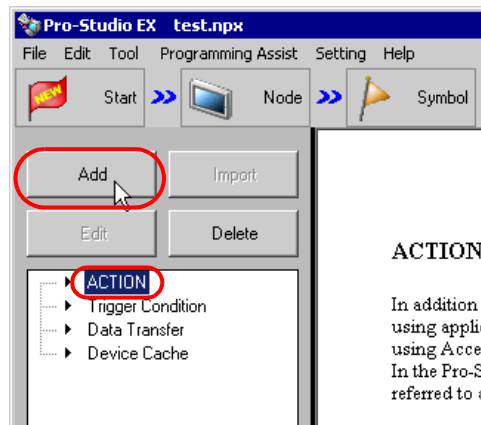 Pro-Studio EX test.npx
File Edit Tool Programming Assist Setting Help
NEW Start Node Symbol
Add Import
Edit Delete
ACTION
Trigger Condition
Data Transfer
Device Cache
ACTION
In addition
using appli
using Acce
In the Pro-S
referred to